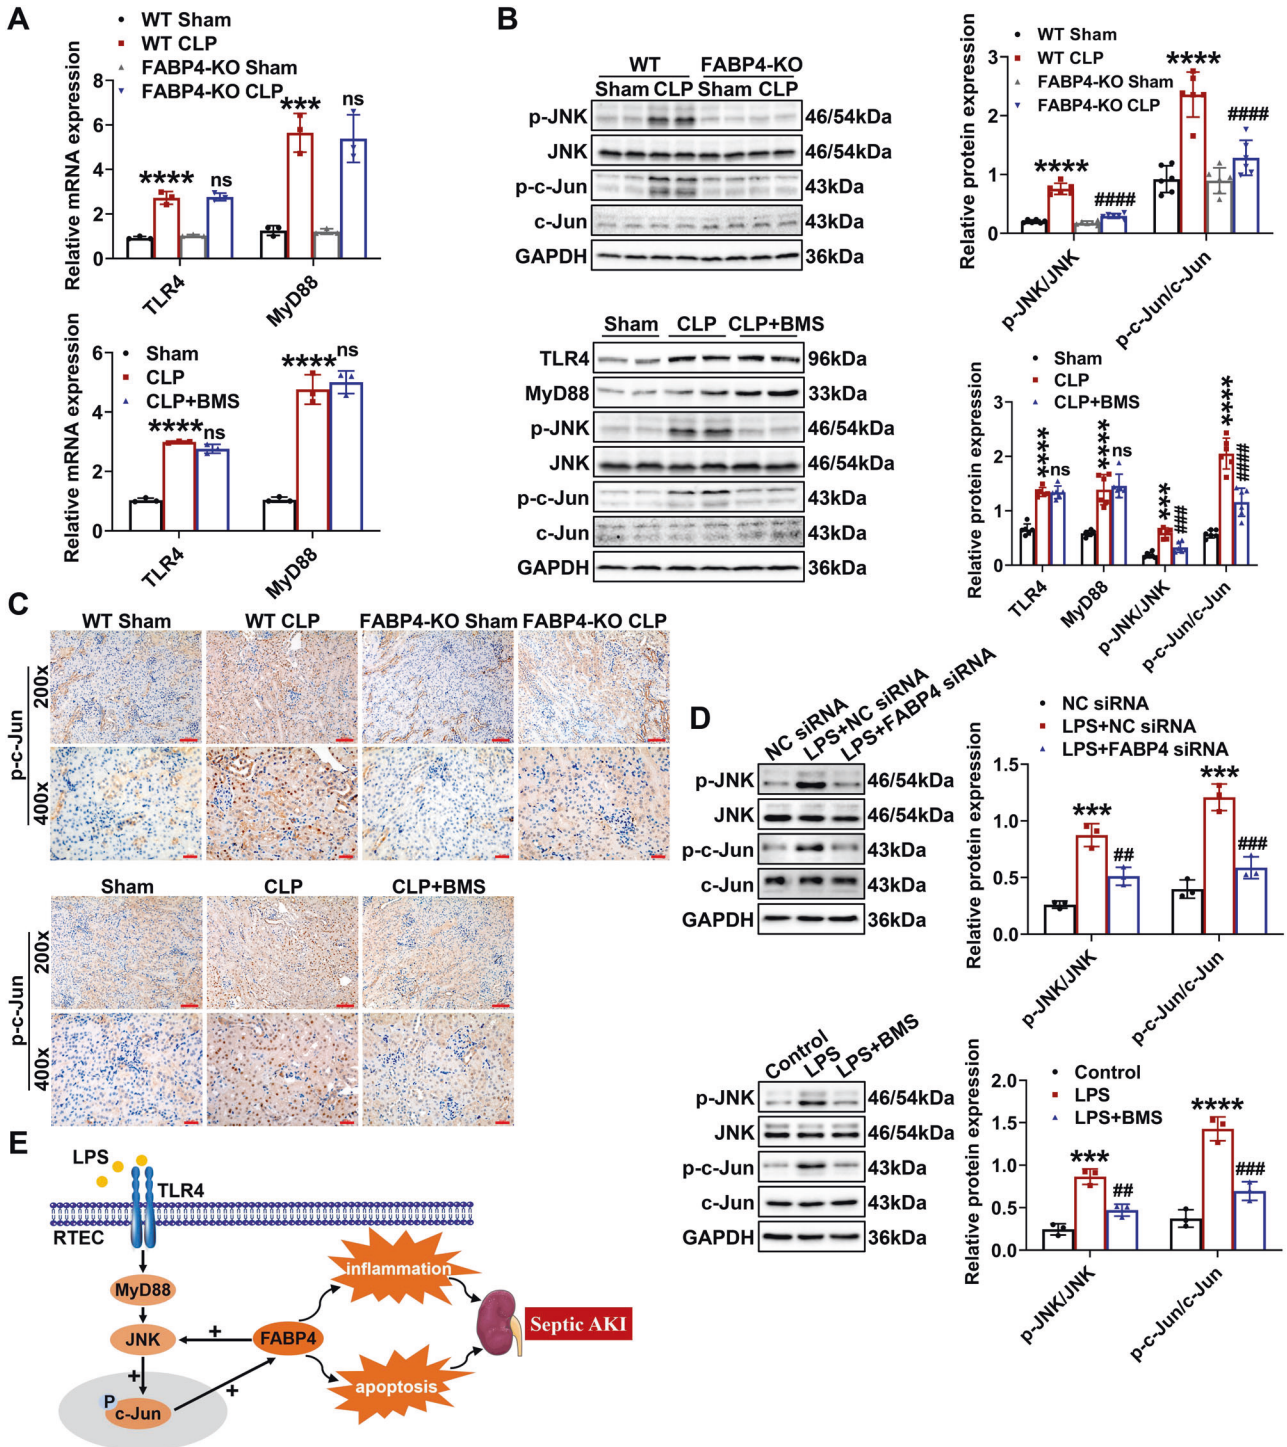 A
WT Sham
WT CLP
FABP4-KO Sham
FABP4-KO CLP
Relative mRNA expression
8
6
4
2
0
****
ns
***
ns
TLR4
MyD88
Relative mRNA expression
6
4
2
0
Sham
CLP
CLP+BMS
****
ns
****
ns
TLR4
MyD88
B
WT FABP4-KO
Sham CLP Sham CLP
p-JNK 46/54kDa
JNK 46/54kDa
p-c-Jun 43kDa
c-Jun 43kDa
GAPDH 36kDa
WT Sham
WT CLP
FABP4-KO Sham
FABP4-KO CLP
Relative protein expression
3
2
1
0
****
####
****
####
p-JNK/JNK
p-c-Jun/c-Jun
Sham CLP CLP+BMS
TLR4 96kDa
MyD88 33kDa
p-JNK 46/54kDa
JNK 46/54kDa
p-c-Jun 43kDa
c-Jun 43kDa
GAPDH 36kDa
Sham
CLP
CLP+BMS
Relative protein expression
3
2
1
0
****
ns
****
ns
***
###
****
####
TLR4
MyD88
p-JNK/JNK
p-c-Jun/c-Jun
C
WT Sham WT CLP FABP4-KO Sham FABP4-KO CLP
p-c-Jun
200x
400x
Sham CLP CLP+BMS
p-c-Jun
200x
400x
D
NC siRNA
LPS+NC siRNA
LPS+FABP4 siRNA
p-JNK 46/54kDa
JNK 46/54kDa
p-c-Jun 43kDa
c-Jun 43kDa
GAPDH 36kDa
NC siRNA
LPS+NC siRNA
LPS+FABP4 siRNA
Relative protein expression
1.5
1.0
0.5
0.0
***
##
***
###
p-JNK/JNK
p-c-Jun/c-Jun
Control
LPS
LPS+BMS
p-JNK 46/54kDa
JNK 46/54kDa
p-c-Jun 43kDa
c-Jun 43kDa
GAPDH 36kDa
Control
LPS
LPS+BMS
Relative protein expression
2.0
1.5
1.0
0.5
0.0
***
##
****
###
p-JNK/JNK
p-c-Jun/c-Jun
E
LPS
TLR4
RTEC
MyD88
JNK
+
FABP4
+
+
P
c-Jun
inflammation
apoptosis
Septic AKI